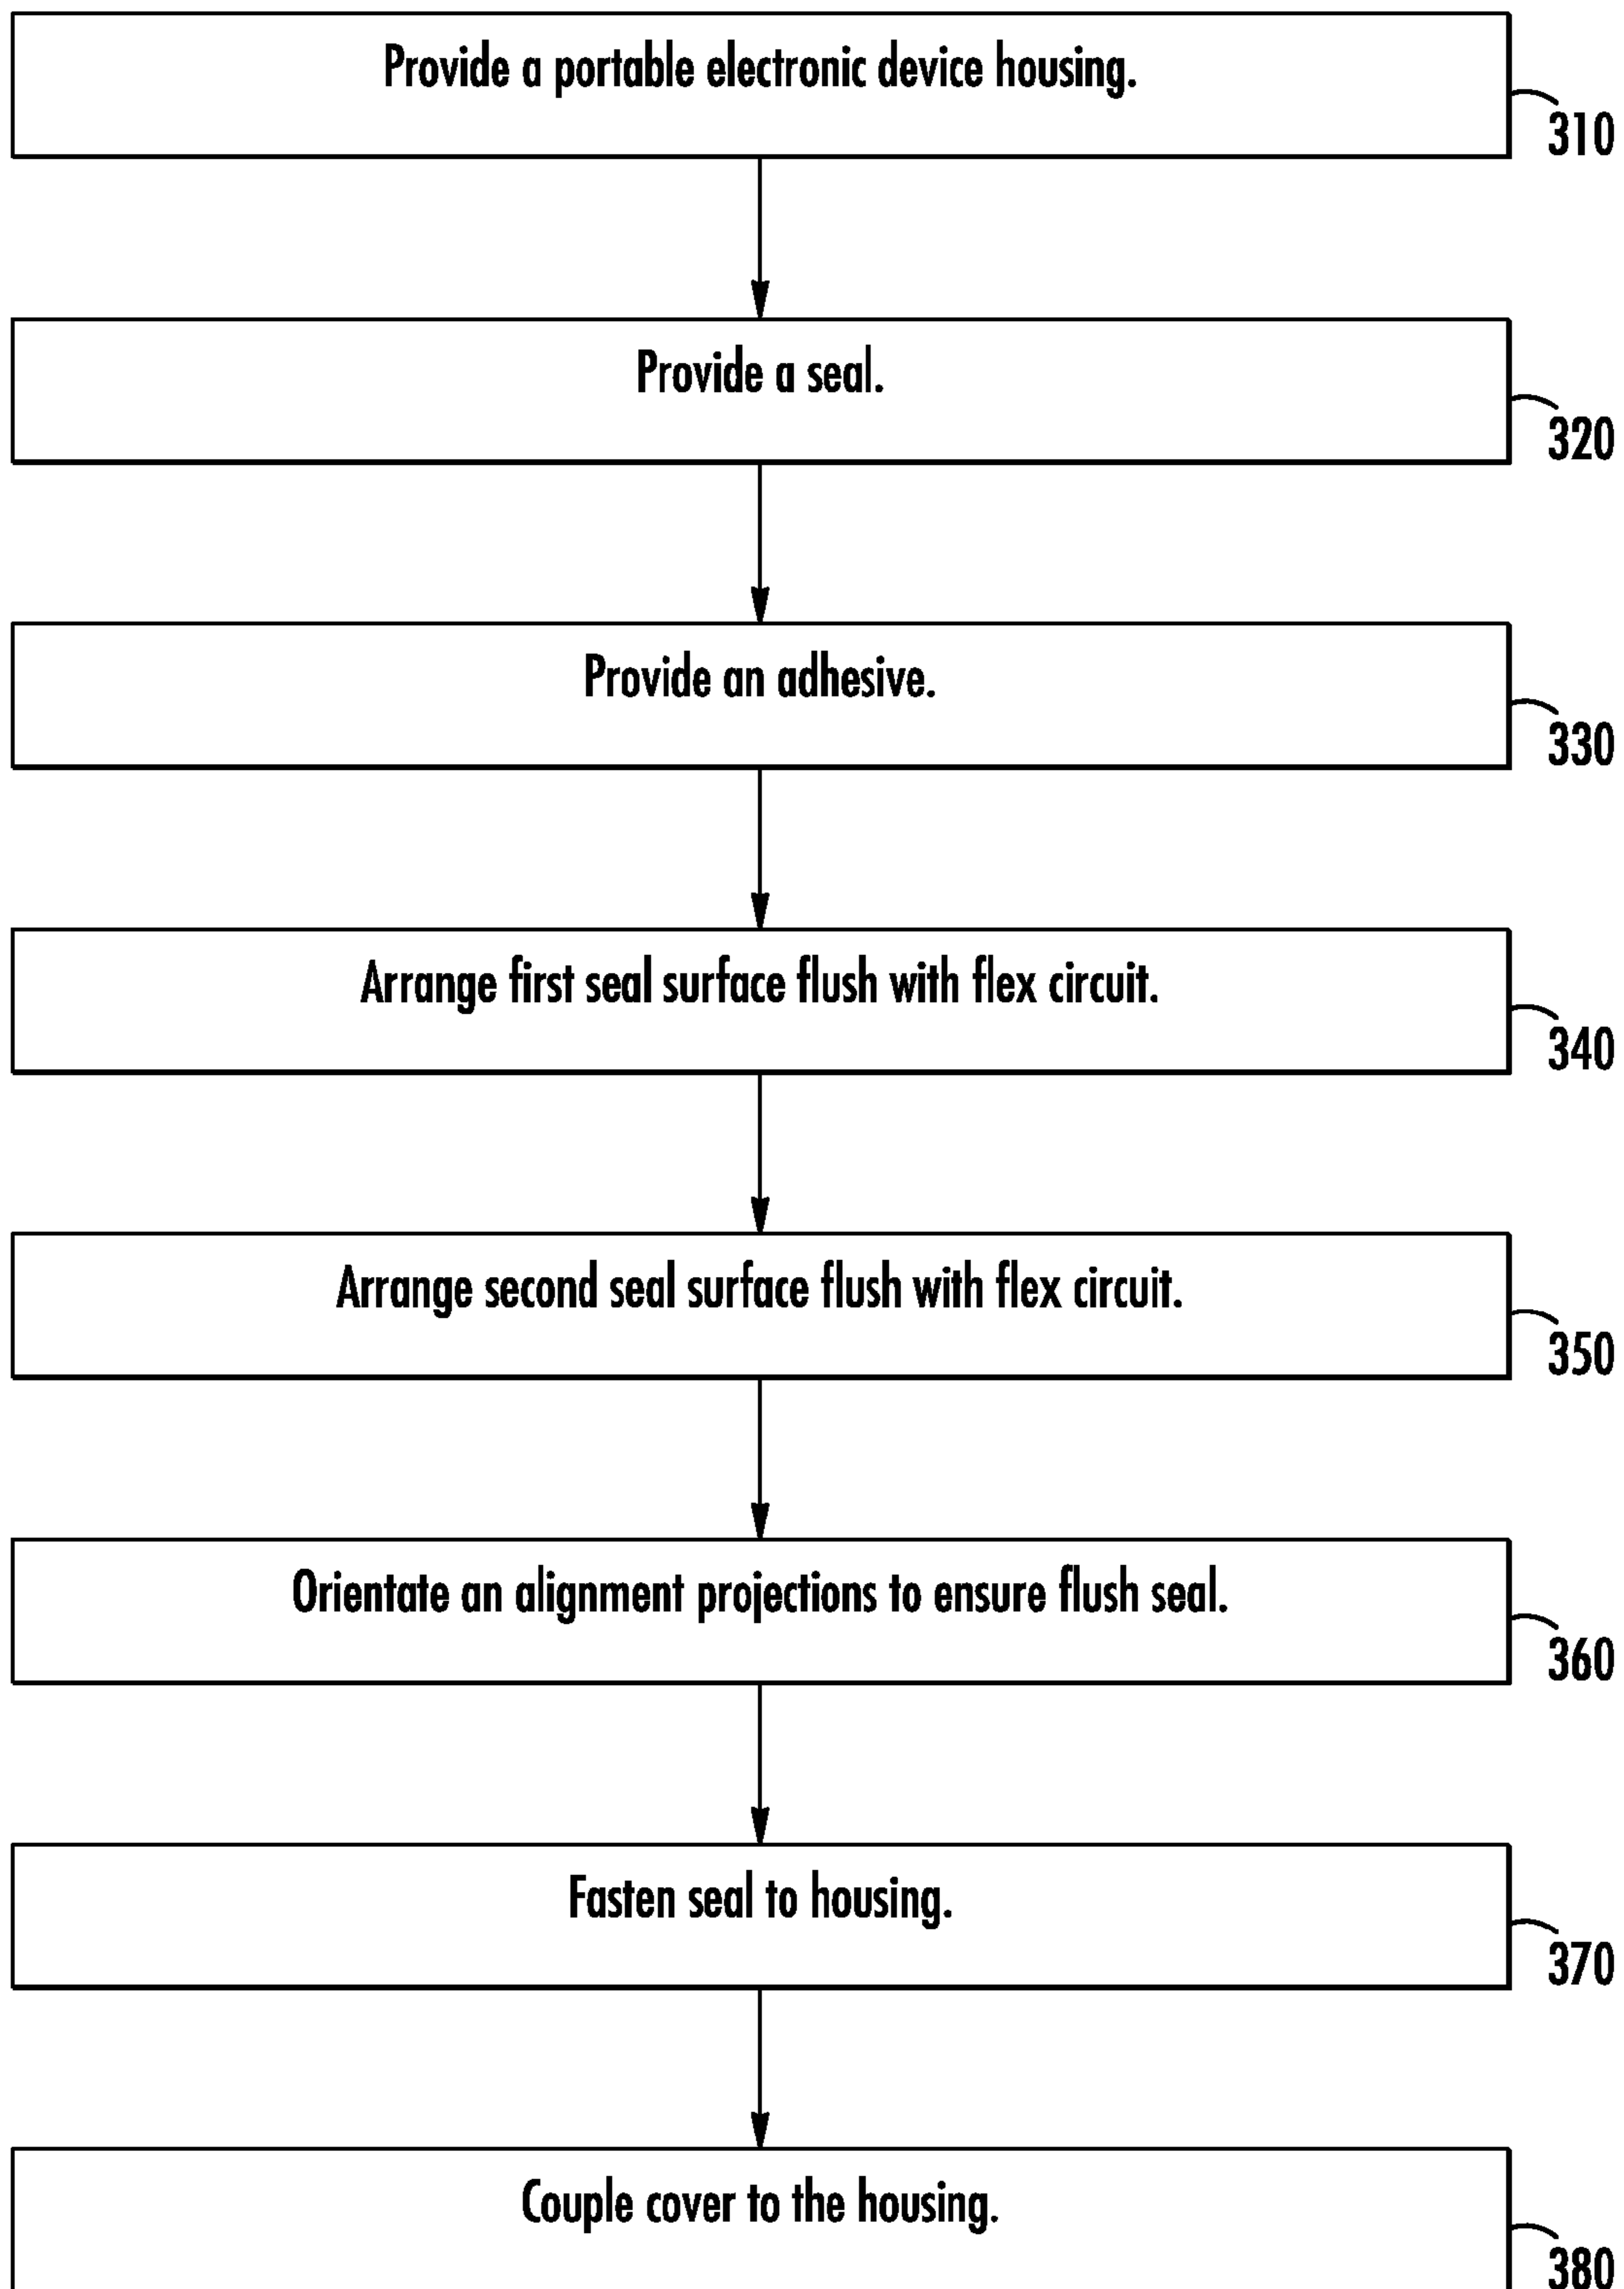 Provide a portable electronic device housing.
310
Provide a seal.
320
Provide an adhesive.
330
Arrange first seal surface flush with flex circuit.
340
Arrange second seal surface flush with flex circuit.
350
Orientate an alignment projections to ensure flush seal.
360
Fasten seal to housing.
370
Couple cover to the housing.
380